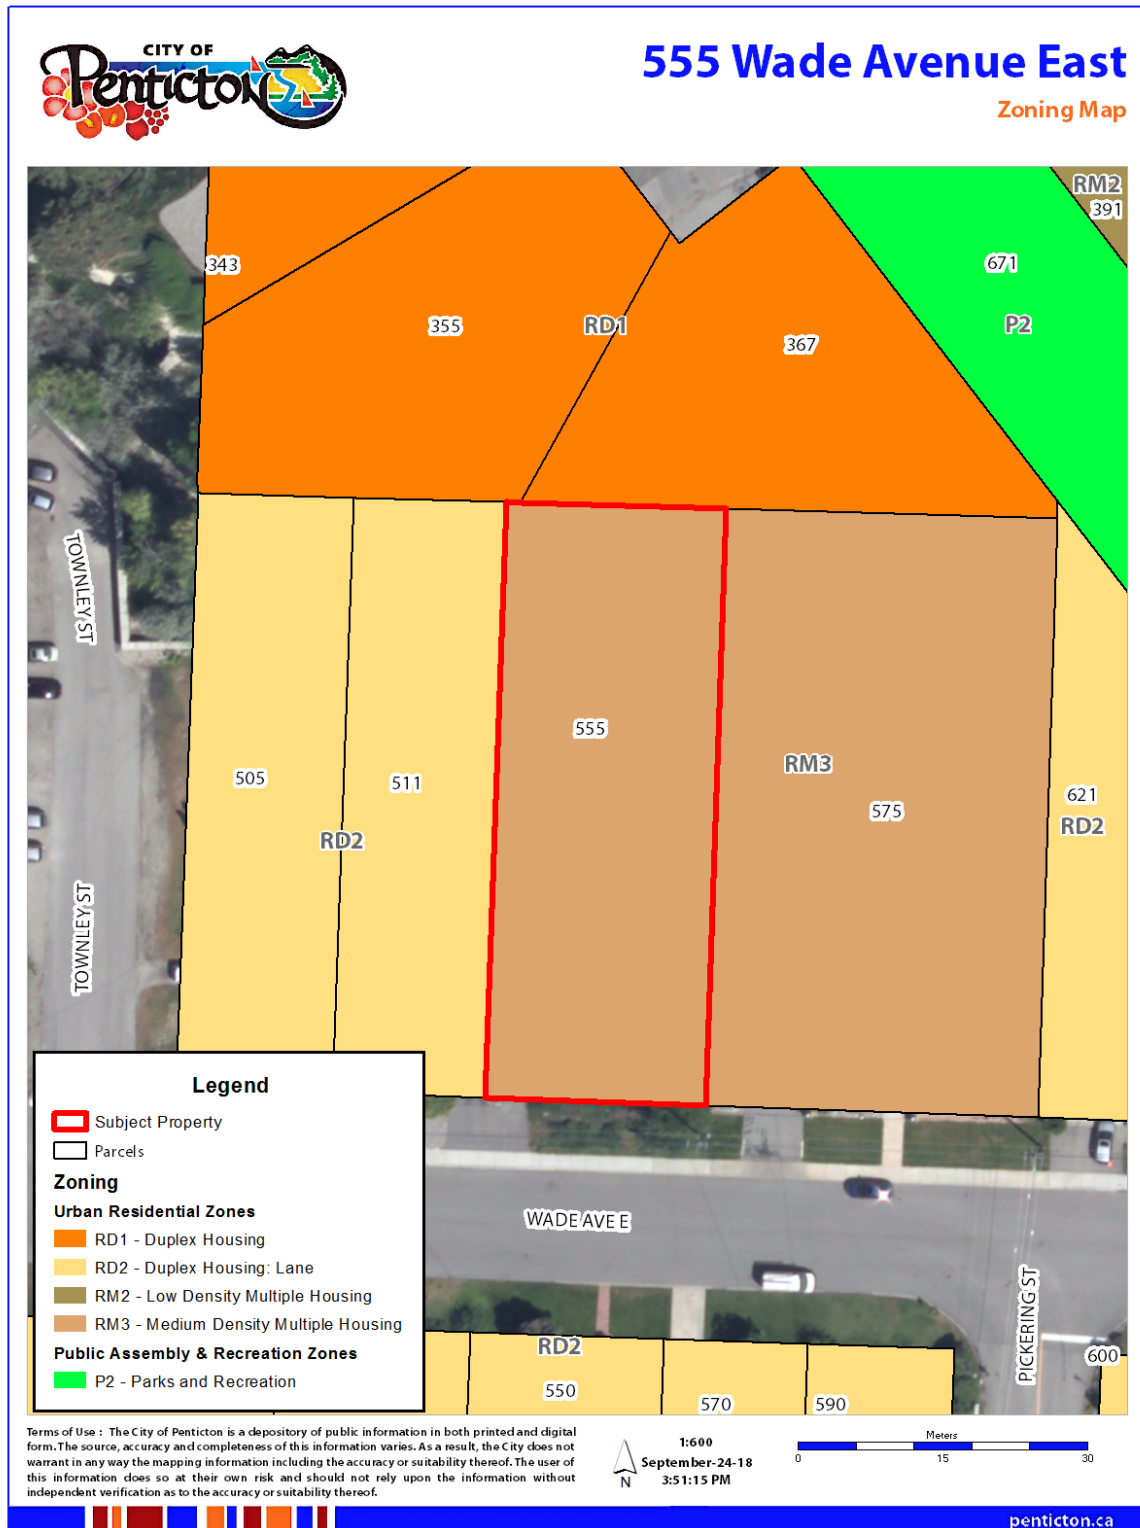 CITY OF
Penticton
555 Wade Avenue East
Zoning Map
RM2
391
343
671
355
RD1
P2
367
TOWNLEY ST
555
RM3
505
511
575
621
RD2
RD2
TOWNLEY ST
Legend
Subject Property
Parcels
Zoning
Urban Residential Zones
RD1 - Duplex Housing
RD2 - Duplex Housing: Lane
RM2 - Low Density Multiple Housing
RM3 - Medium Density Multiple Housing
Public Assembly & Recreation Zones
P2 - Parks and Recreation
WADE AVE E
PICKERING ST
RD2
600
550
570
590
Terms of Use : The City of Penticton is a depository of public information in both printed and digital
form. The source, accuracy and completeness of this information varies. As a result, the City does not
warrant in any way the mapping information including the accuracy or suitability thereof. The user of
this information does so at their own risk and should not rely upon the information without
independent verification as to the accuracy or suitability thereof.
N
1:600
September-24-18
3:51:15 PM
Meters
0 15 30
penticton.ca